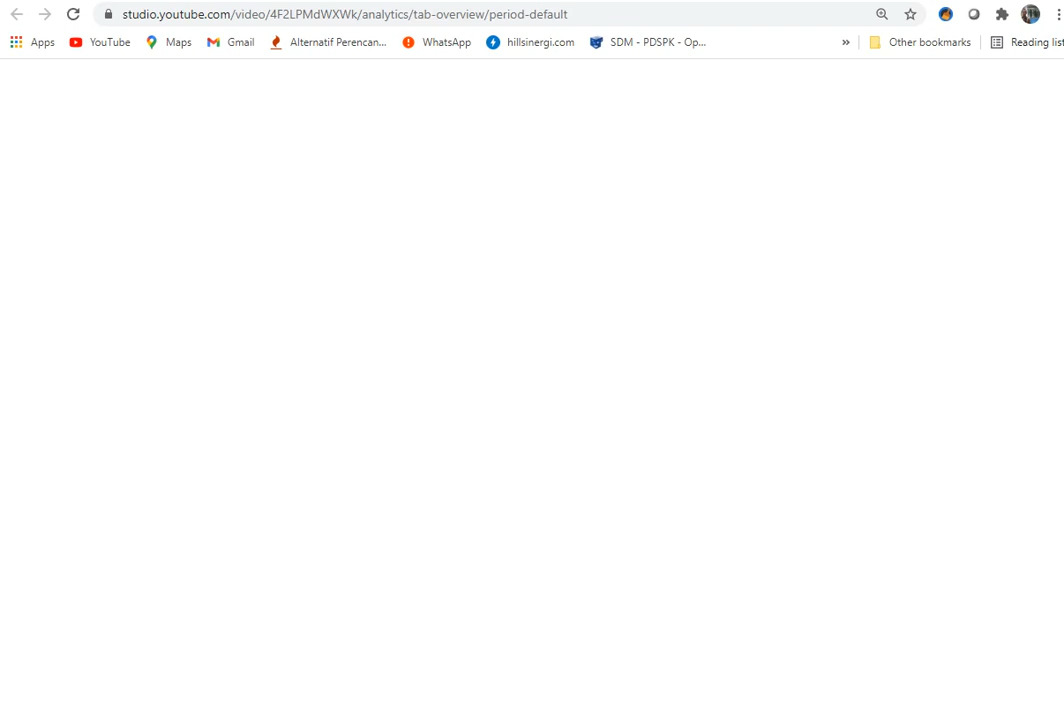 studio.youtube.com/video/4F2LPMdWXWk/analytics/tab-overview/period-default
Apps YouTube Maps Gmail Alternatif Perencan... WhatsApp hillsinergi.com SDM - PDSPK - Op... » Other bookmarks Reading list